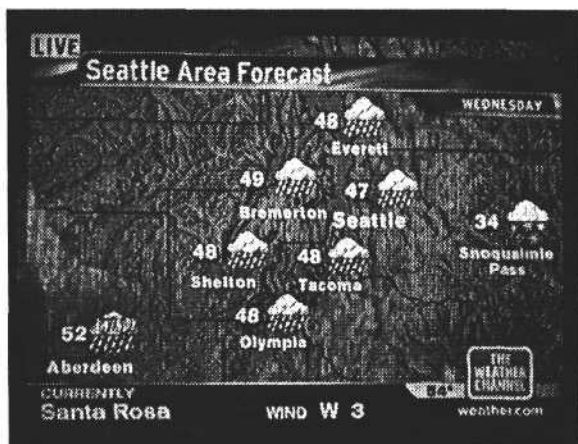 LIVE
Seattle Area Forecast
WEDNESDAY
48
Everett
49
Bremerton
47
Seattle
34
Snoqualmie
Pass
48
Shelton
48
Tacoma
48
Olympia
52
Aberdeen
THE
WEATHER
CHANNEL
CURRENTLY
Santa Rosa
WIND W 3
weather.com